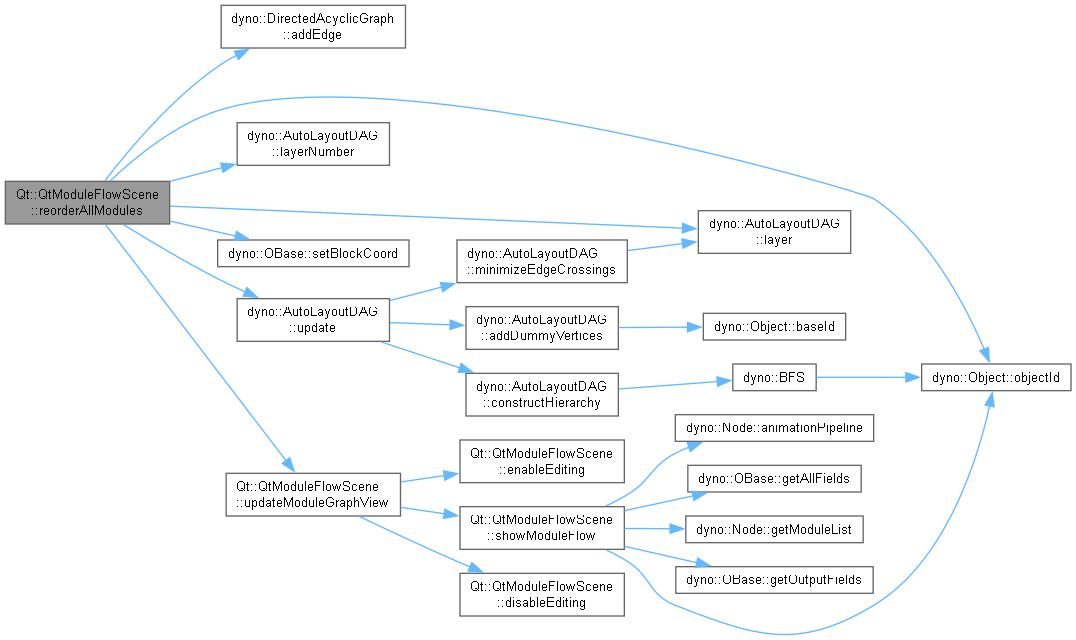 dyno::DirectedAcyclicGraph
::addEdge
dyno::AutoLayoutDAG
::layerNumber
Qt::QtModuleFlowScene
::reorderAllModules
dyno::AutoLayoutDAG
::layer
dyno::OBase::setBlockCoord
dyno::AutoLayoutDAG
::minimizeEdgeCrossings
dyno::AutoLayoutDAG
::update
dyno::AutoLayoutDAG
::addDummyVertices
dyno::Object::baseId
dyno::AutoLayoutDAG
::constructHierarchy
dyno::BFS
dyno::Object::objectId
dyno::Node::animationPipeline
Qt::QtModuleFlowScene
::enableEditing
dyno::OBase::getAllFields
Qt::QtModuleFlowScene
::updateModuleGraphView
Qt::QtModuleFlowScene
::showModuleFlow
dyno::Node::getModuleList
dyno::OBase::getOutputFields
Qt::QtModuleFlowScene
::disableEditing